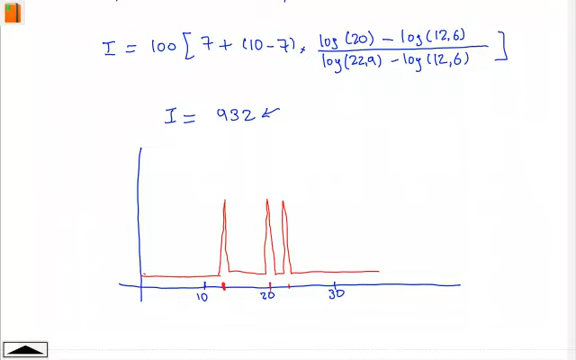 I = 100 [ 7 + (10-7) * (log(20) - log(12,6)) / (log(22,9) - log(12,6)) ]
I = 932 ↙
10 20 30